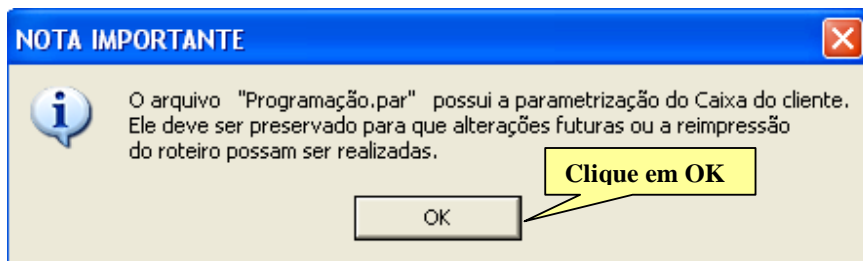 NOTA IMPORTANTE
O arquivo "Programação.par" possui a parametrização do Caixa do cliente.
Ele deve ser preservado para que alterações futuras ou a reimpressão
do roteiro possam ser realizadas.
Clique em OK
OK